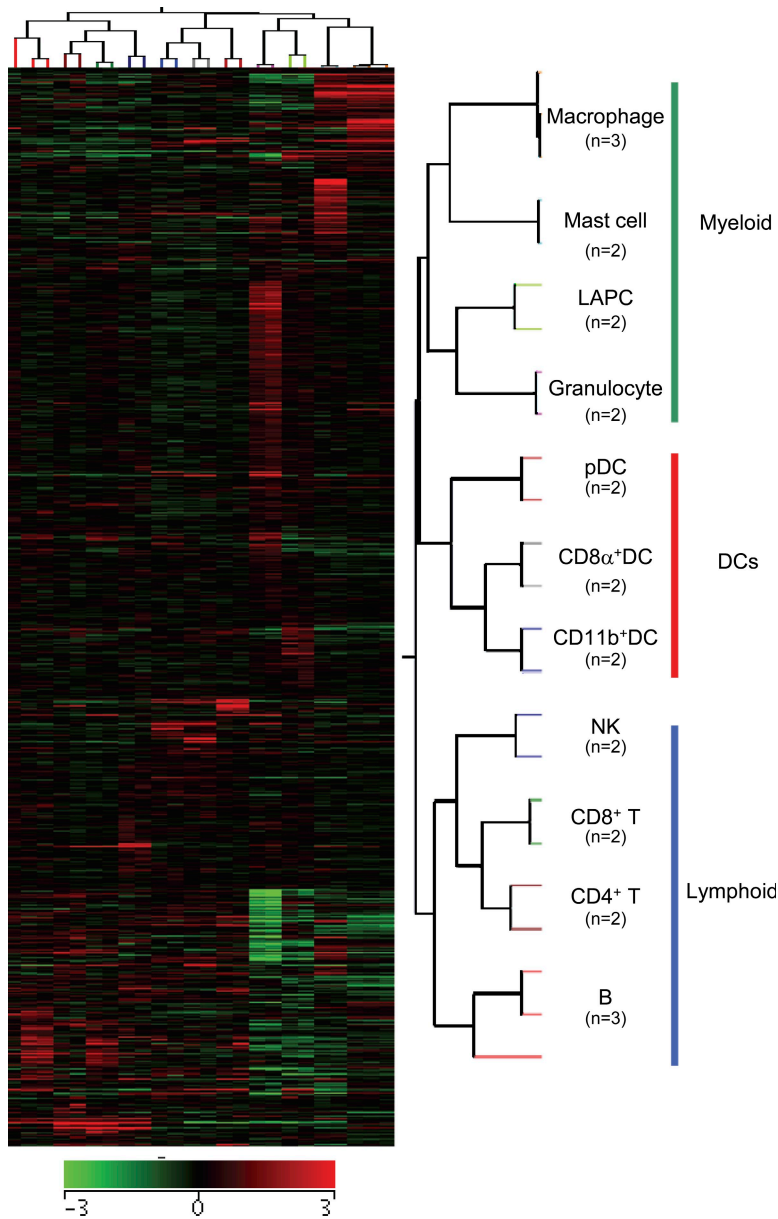 Macrophage
(n=3)
Mast cell
(n=2)
Myeloid
LAPC
(n=2)
Granulocyte
(n=2)
pDC
(n=2)
CD8α⁺DC
(n=2)
DCs
CD11b⁺DC
(n=2)
NK
(n=2)
CD8⁺ T
(n=2)
CD4⁺ T
(n=2)
Lymphoid
B
(n=3)
-3 0 3